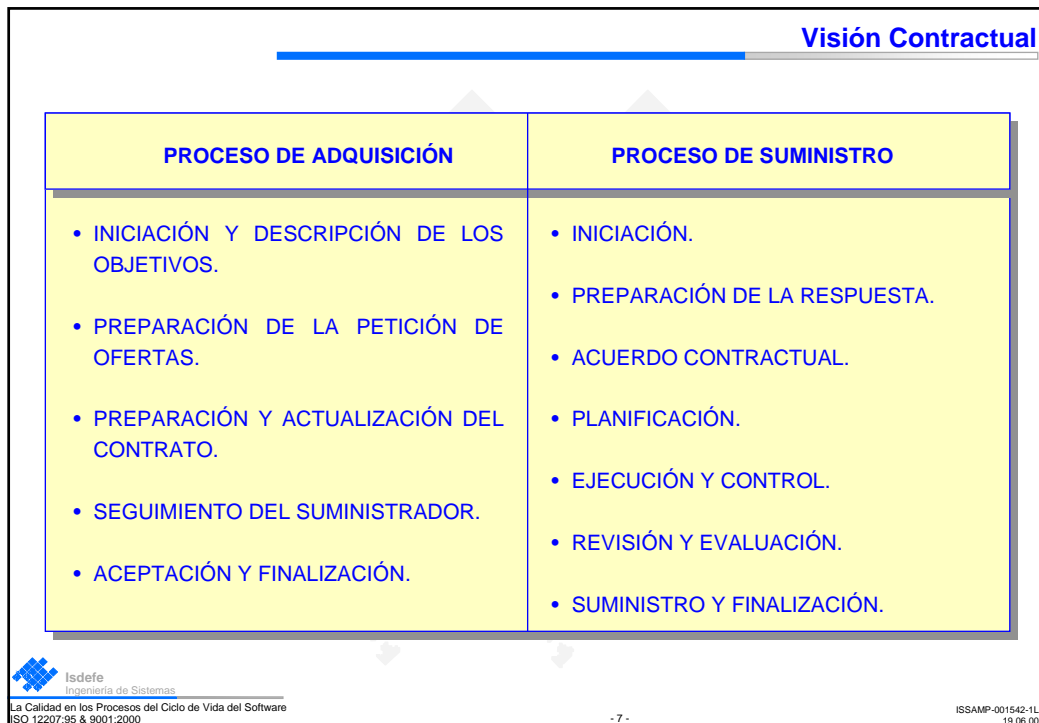 Visión Contractual
PROCESO DE ADQUISICIÓN
• INICIACIÓN Y DESCRIPCIÓN DE LOS
OBJETIVOS.
• PREPARACIÓN DE LA PETICIÓN DE
OFERTAS.
• PREPARACIÓN Y ACTUALIZACIÓN DEL
CONTRATO.
• SEGUIMIENTO DEL SUMINISTRADOR.
• ACEPTACIÓN Y FINALIZACIÓN.
PROCESO DE SUMINISTRO
• INICIACIÓN.
• PREPARACIÓN DE LA RESPUESTA.
• ACUERDO CONTRACTUAL.
• PLANIFICACIÓN.
• EJECUCIÓN Y CONTROL.
• REVISIÓN Y EVALUACIÓN.
• SUMINISTRO Y FINALIZACIÓN.
Isdefe
Ingeniería de Sistemas
La Calidad en los Procesos del Ciclo de Vida del Software
ISO 12207:95 & 9001:2000
- 7 -
ISSAMP-001542-1L
19.06.00